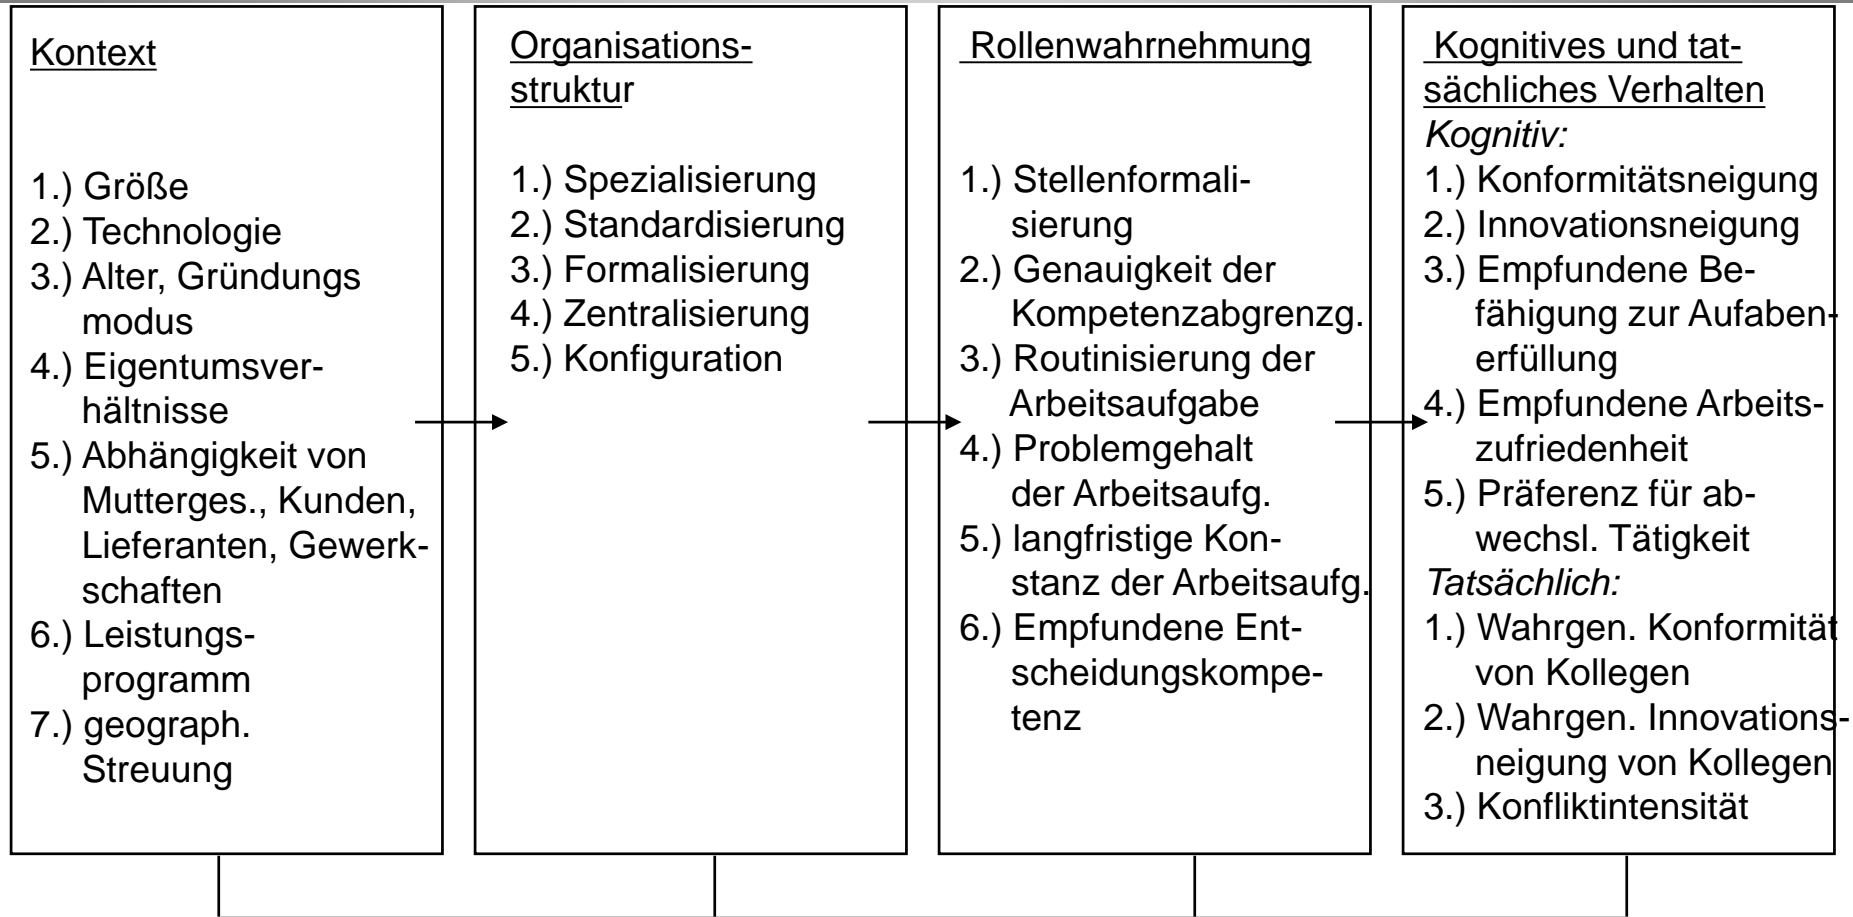 Kontext
1.) Größe
2.) Technologie
3.) Alter, Gründungs
modus
4.) Eigentumsver-
hältnisse
5.) Abhängigkeit von
Mutterges., Kunden,
Lieferanten, Gewerk-
schaften
6.) Leistungs-
programm
7.) geograph.
Streuung
Organisations-
struktur
1.) Spezialisierung
2.) Standardisierung
3.) Formalisierung
4.) Zentralisierung
5.) Konfiguration
Rollenwahrnehmung
1.) Stellenformali-
sierung
2.) Genauigkeit der
Kompetenzabgrenzg.
3.) Routinisierung der
Arbeitsaufgabe
4.) Problemgehalt
der Arbeitsaufg.
5.) langfristige Kon-
stanz der Arbeitsaufg.
6.) Empfundene Ent-
scheidungskompe-
tenz
Kognitives und tat-
sächliches Verhalten
Kognitiv:
1.) Konformitätsneigung
2.) Innovationsneigung
3.) Empfundene Be-
fähigung zur Aufaben-
erfüllung
4.) Empfundene Arbeits-
zufriedenheit
5.) Präferenz für ab-
wechsl. Tätigkeit
Tatsächlich:
1.) Wahrgen. Konformität
von Kollegen
2.) Wahrgen. Innovations-
neigung von Kollegen
3.) Konfliktintensität